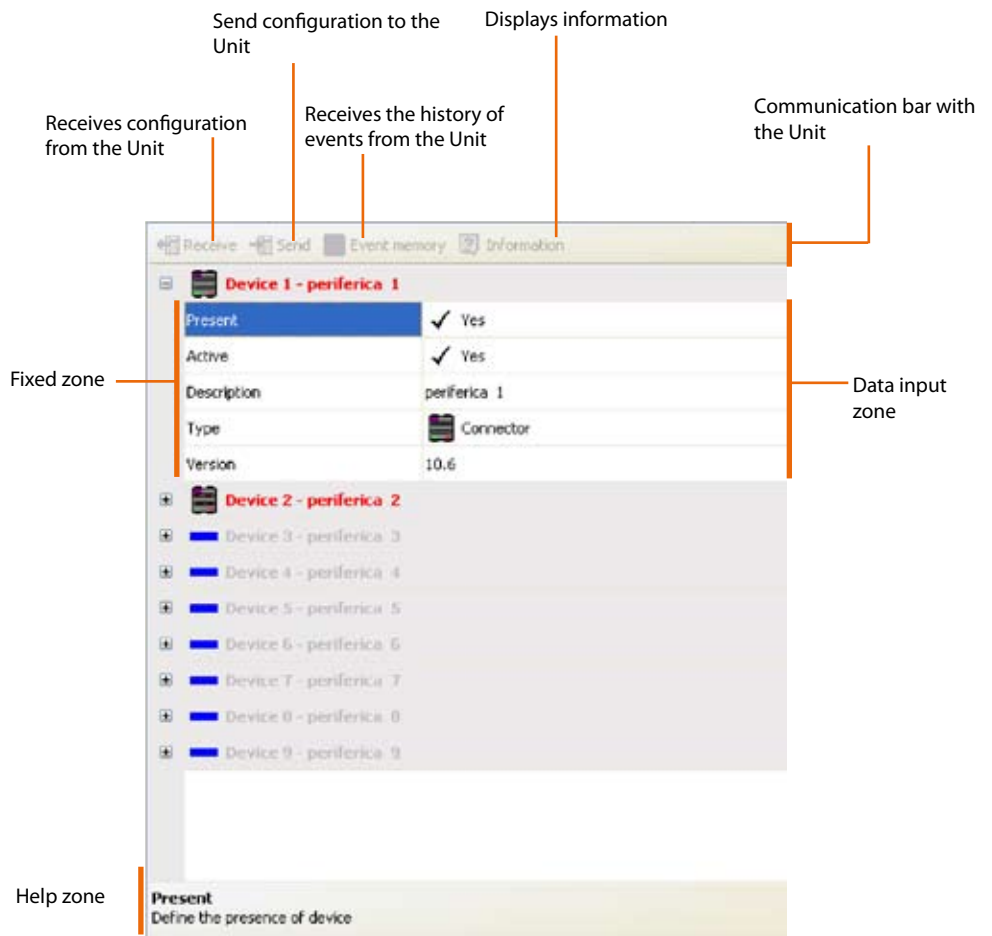 Send configuration to the
Unit
Displays information
Receives configuration
from the Unit
Receives the history of
events from the Unit
Communication bar with
the Unit
Receive Send Event memory Information
Device 1 - periferica 1
Present Yes
Active Yes
Description periferica 1
Type Connector
Version 10.6
Fixed zone
Data input
zone
Device 2 - periferica 2
Device 3 - periferica 3
Device 4 - periferica 4
Device 5 - periferica 5
Device 6 - periferica 6
Device 7 - periferica 7
Device 8 - periferica 8
Device 9 - periferica 9
Help zone
Present
Define the presence of device